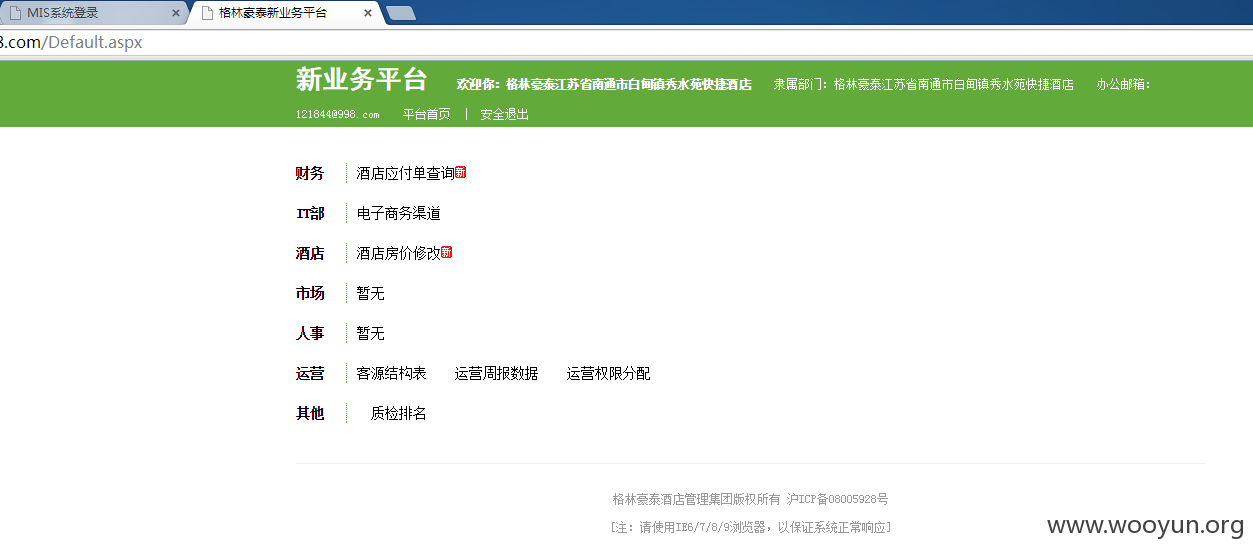 MIS系统登录 格林豪泰新业务平台
8.com/Default.aspx
新业务平台 欢迎你：格林豪泰江苏省南通市白甸镇秀水苑快捷酒店 隶属部门：格林豪泰江苏省南通市白甸镇秀水苑快捷酒店 办公邮箱：
121844@998.com 平台首页 | 安全退出
财务 酒店应付单查询新
IT部 电子商务渠道
酒店 酒店房价修改新
市场 暂无
人事 暂无
运营 客源结构表 运营周报数据 运营权限分配
其他 质检排名
格林豪泰酒店管理集团版权所有 沪ICP备08005928号
[注：请使用IE6/7/8/9浏览器，以保证系统正常响应]
www.wooyun.org